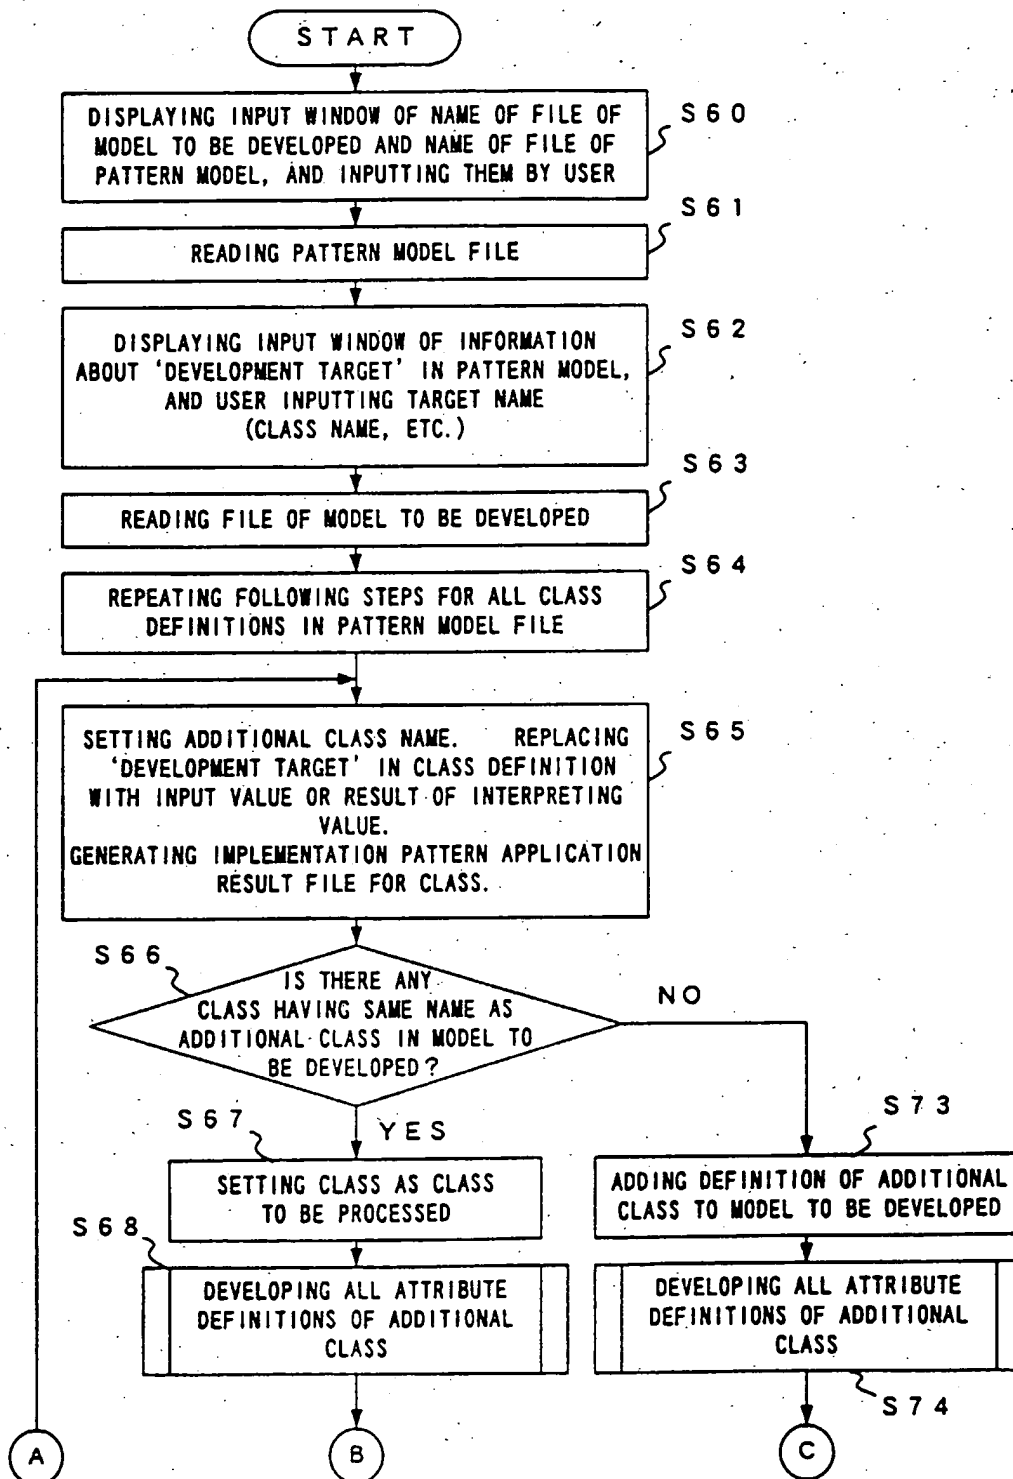 START
DISPLAYING INPUT WINDOW OF NAME OF FILE OF
MODEL TO BE DEVELOPED AND NAME OF FILE OF
PATTERN MODEL, AND INPUTTING THEM BY USER
S60
READING PATTERN MODEL FILE
S61
DISPLAYING INPUT WINDOW OF INFORMATION
ABOUT ‘DEVELOPMENT TARGET’ IN PATTERN MODEL,
AND USER INPUTTING TARGET NAME
(CLASS NAME, ETC.)
S62
READING FILE OF MODEL TO BE DEVELOPED
S63
REPEATING FOLLOWING STEPS FOR ALL CLASS
DEFINITIONS IN PATTERN MODEL FILE
S64
SETTING ADDITIONAL CLASS NAME. REPLACING
‘DEVELOPMENT TARGET’ IN CLASS DEFINITION
WITH INPUT VALUE OR RESULT OF INTERPRETING
VALUE.
GENERATING IMPLEMENTATION PATTERN APPLICATION
RESULT FILE FOR CLASS.
S65
S66
IS THERE ANY
CLASS HAVING SAME NAME AS
ADDITIONAL CLASS IN MODEL TO
BE DEVELOPED?
NO
YES
S67
SETTING CLASS AS CLASS
TO BE PROCESSED
S73
ADDING DEFINITION OF ADDITIONAL
CLASS TO MODEL TO BE DEVELOPED
S68
DEVELOPING ALL ATTRIBUTE
DEFINITIONS OF ADDITIONAL
CLASS
DEVELOPING ALL ATTRIBUTE
DEFINITIONS OF ADDITIONAL
CLASS
S74
A
B
C